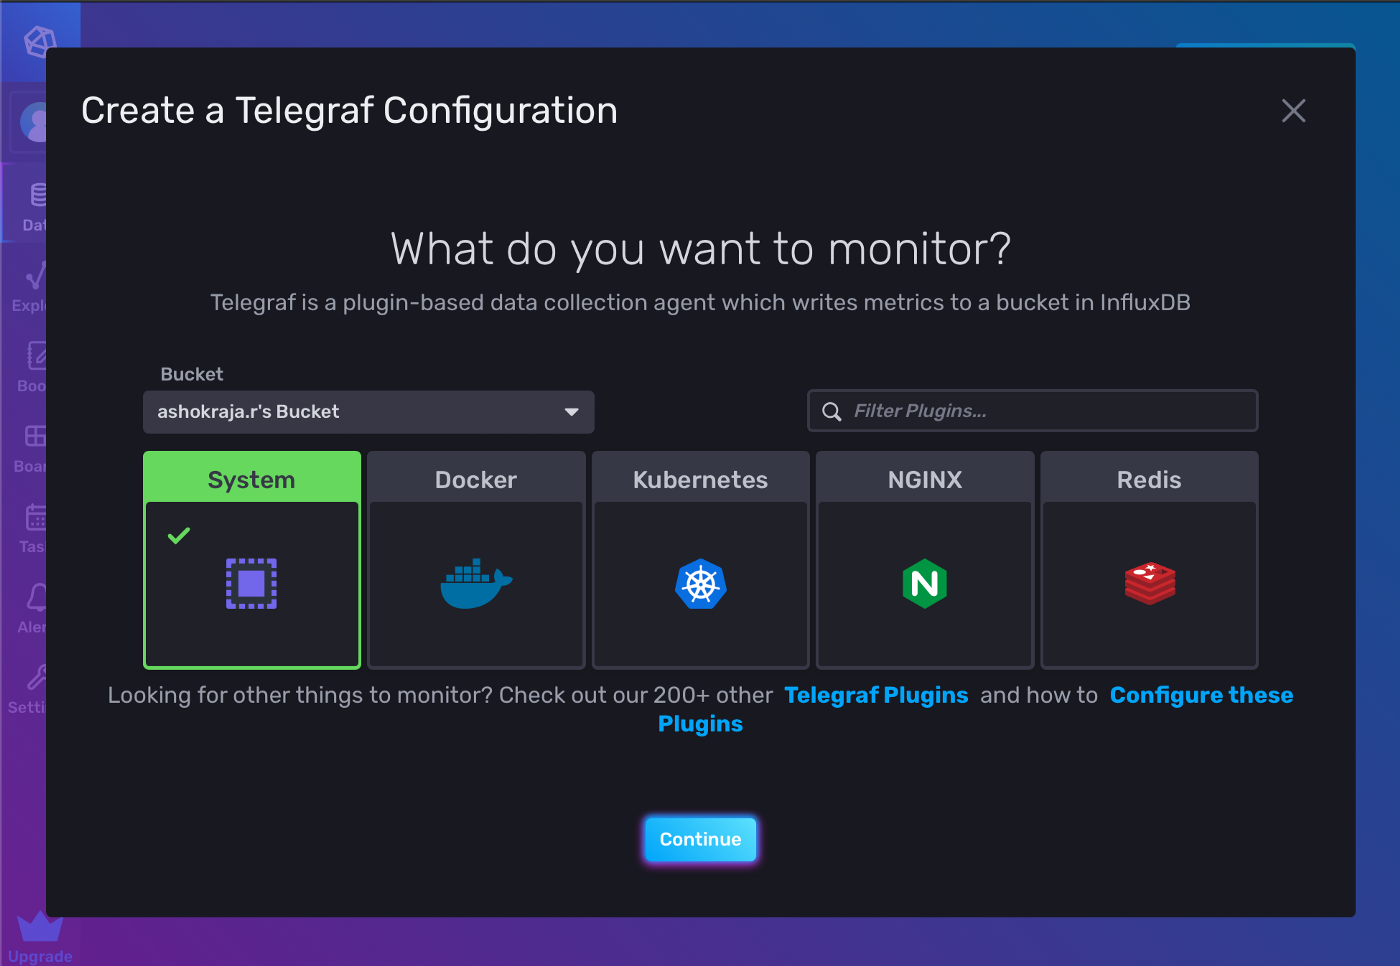 Create a Telegraf Configuration
What do you want to monitor?
Telegraf is a plugin-based data collection agent which writes metrics to a bucket in InfluxDB
Bucket
ashokraja.r's Bucket
Filter Plugins...
System
Docker
Kubernetes
NGINX
Redis
Looking for other things to monitor? Check out our 200+ other Telegraf Plugins and how to Configure these
Plugins
Continue
Dat
Explo
Boo
Boar
Tas
Aler
Setti
Upgrade